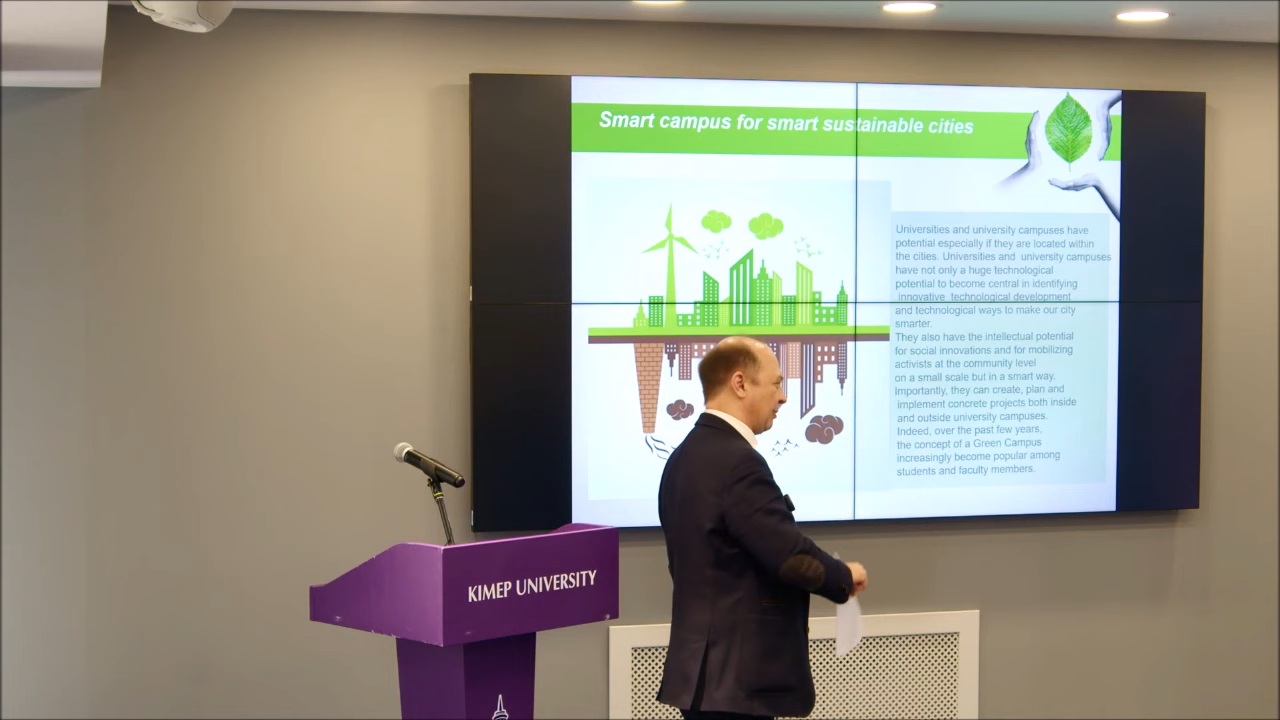 Smart campus for smart sustainable cities
Universities and university campuses have
potential especially if they are located within
the cities. Universities and university campuses
have not only a huge technological
potential to become central in identifying
innovative technological development
and technological ways to make our city
smarter.
They also have the intellectual potential
for social innovations and for mobilizing
activists at the community level
on a small scale but in a smart way.
Importantly, they can create, plan and
implement concrete projects both inside
and outside university campuses.
Indeed, over the past few years,
the concept of a Green Campus
increasingly become popular among
students and faculty members.
KIMEP UNIVERSITY